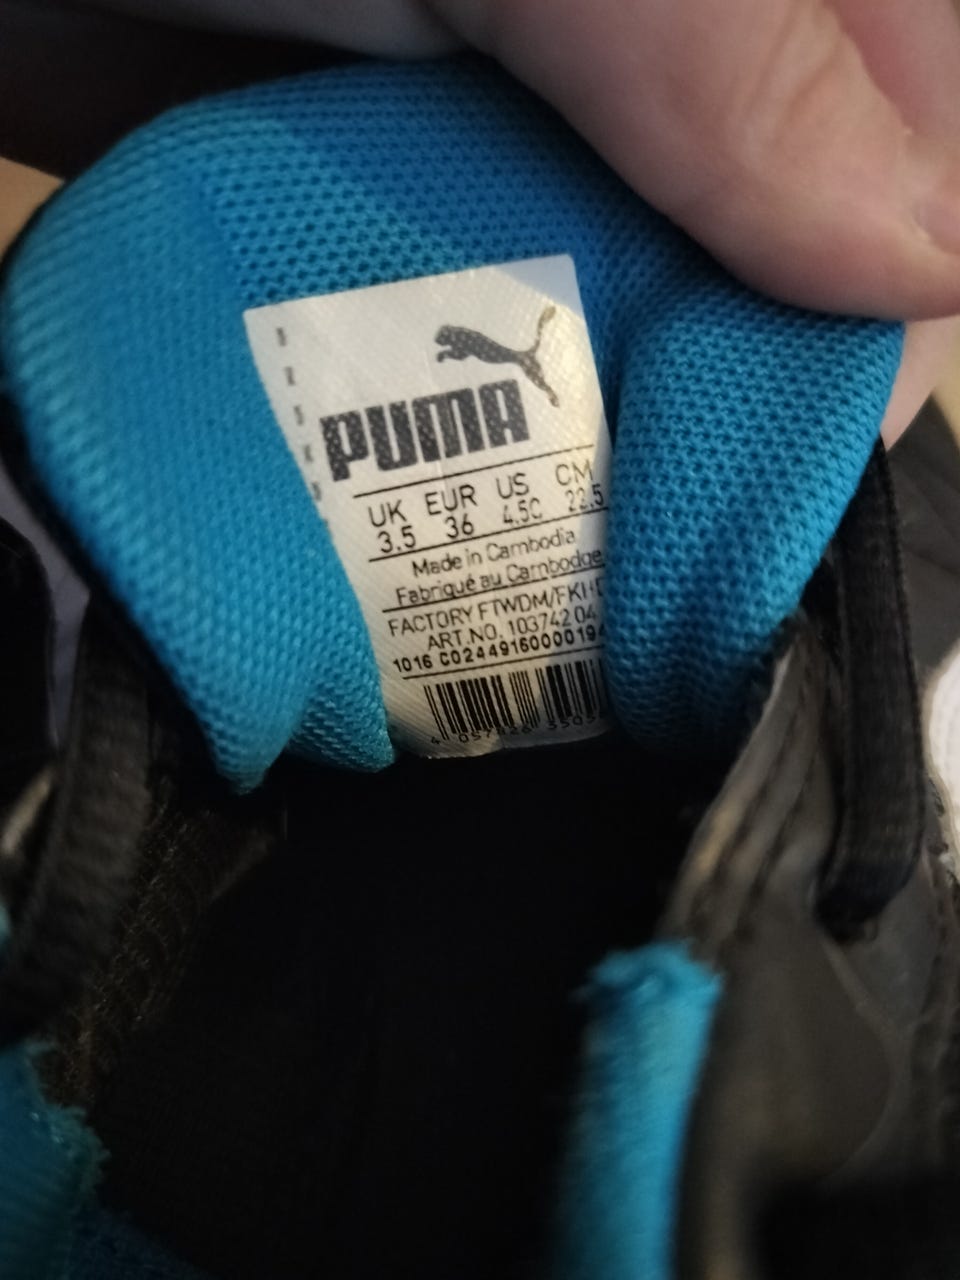 PUMA
UK EUR US CM
3.5 36 4.5C 22.5
Made in Cambodia
Fabriqué au Cambodge
FACTORY FTWDM/FKI
ART.NO. 103742 04
1016 C0244916000019